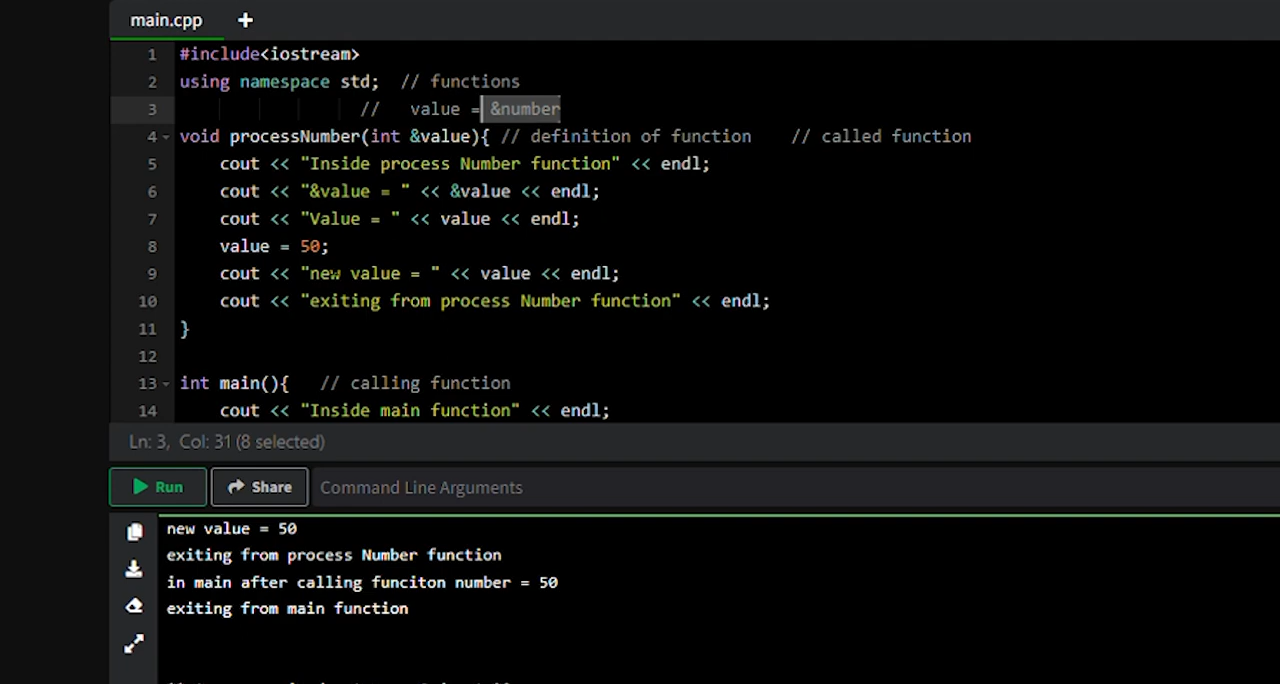 main.cpp +
1 #include<iostream>
2 using namespace std; // functions
3 // value = &number
4 void processNumber(int &value){ // definition of function // called function
5 cout << "Inside process Number function" << endl;
6 cout << "&value = " << &value << endl;
7 cout << "Value = " << value << endl;
8 value = 50;
9 cout << "new value = " << value << endl;
10 cout << "exiting from process Number function" << endl;
11 }
12
13 int main(){ // calling function
14 cout << "Inside main function" << endl;
Ln: 3, Col: 31 (8 selected)
Run Share Command Line Arguments
new value = 50
exiting from process Number function
in main after calling funciton number = 50
exiting from main function